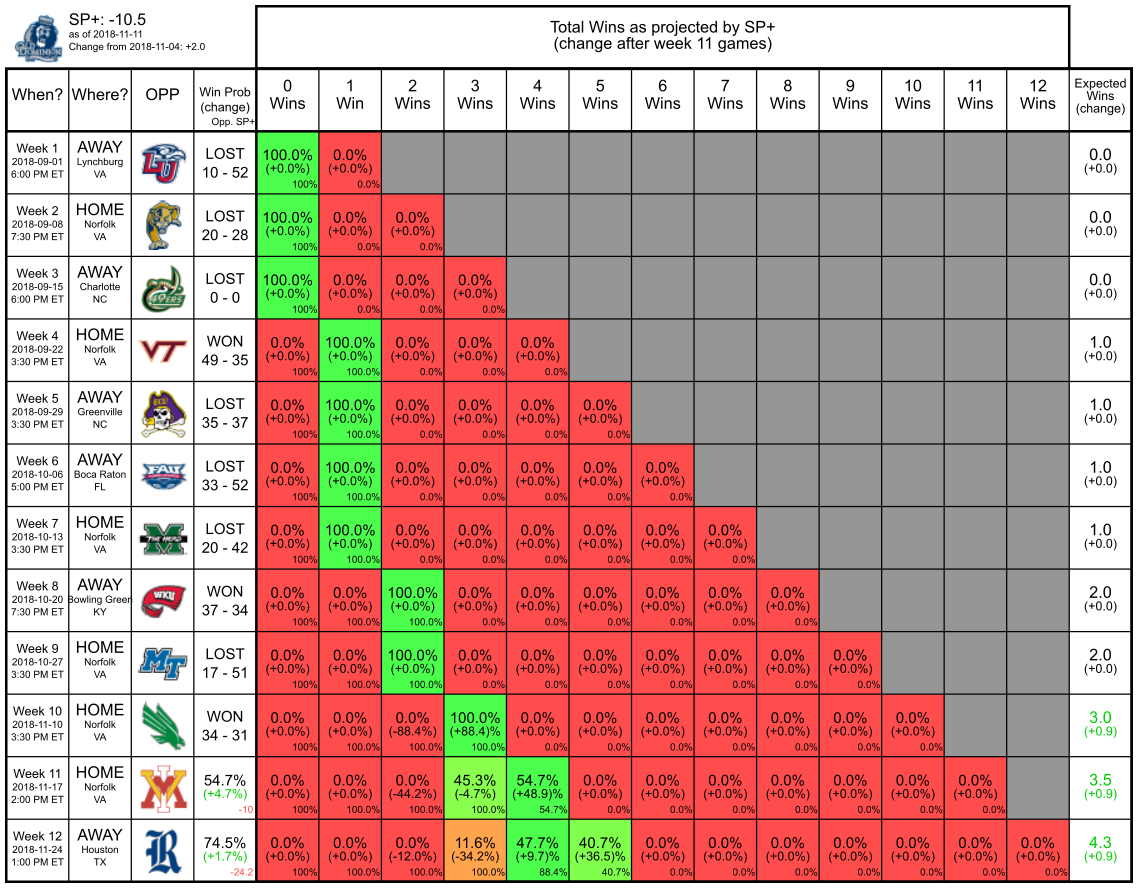 OLD DOMINION
SP+: -10.5
as of 2018-11-11
Change from 2018-11-04: +2.0
Total Wins as projected by SP+
(change after week 11 games)
When?
Where?
OPP
Win Prob
(change)
Opp. SP+
0
Wins
1
Win
2
Wins
3
Wins
4
Wins
5
Wins
6
Wins
7
Wins
8
Wins
9
Wins
10
Wins
11
Wins
12
Wins
Expected
Wins
(change)
Week 1
2018-09-01
6:00 PM ET
AWAY
Lynchburg
VA
LU
LOST
10 - 52
100.0% 0.0%
(+0.0%) (+0.0%)
100% 0.0%
0.0
(+0.0)
Week 2
2018-09-08
7:30 PM ET
HOME
Norfolk
VA
LOST
20 - 28
100.0% 0.0% 0.0%
(+0.0%) (+0.0%) (+0.0%)
100% 0.0% 0.0%
0.0
(+0.0)
Week 3
2018-09-15
6:00 PM ET
AWAY
Charlotte
NC
49ERS
LOST
0 - 0
100.0% 0.0% 0.0% 0.0%
(+0.0%) (+0.0%) (+0.0%) (+0.0%)
100% 0.0% 0.0% 0.0%
0.0
(+0.0)
Week 4
2018-09-22
3:30 PM ET
HOME
Norfolk
VA
VT
WON
49 - 35
0.0% 100.0% 0.0% 0.0% 0.0%
(+0.0%) (+0.0%) (+0.0%) (+0.0%) (+0.0%)
100% 100.0% 0.0% 0.0% 0.0%
1.0
(+0.0)
Week 5
2018-09-29
3:30 PM ET
AWAY
Greenville
NC
ECU
LOST
35 - 37
0.0% 100.0% 0.0% 0.0% 0.0% 0.0%
(+0.0%) (+0.0%) (+0.0%) (+0.0%) (+0.0%) (+0.0%)
100% 100.0% 0.0% 0.0% 0.0% 0.0%
1.0
(+0.0)
Week 6
2018-10-06
5:00 PM ET
AWAY
Boca Raton
FL
FAU
LOST
33 - 52
0.0% 100.0% 0.0% 0.0% 0.0% 0.0% 0.0%
(+0.0%) (+0.0%) (+0.0%) (+0.0%) (+0.0%) (+0.0%) (+0.0%)
100% 100.0% 0.0% 0.0% 0.0% 0.0% 0.0%
1.0
(+0.0)
Week 7
2018-10-13
3:30 PM ET
HOME
Norfolk
VA
M THE HERD
LOST
20 - 42
0.0% 100.0% 0.0% 0.0% 0.0% 0.0% 0.0% 0.0%
(+0.0%) (+0.0%) (+0.0%) (+0.0%) (+0.0%) (+0.0%) (+0.0%) (+0.0%)
100% 100.0% 0.0% 0.0% 0.0% 0.0% 0.0% 0.0%
1.0
(+0.0)
Week 8
2018-10-20
7:30 PM ET
AWAY
Bowling Green
KY
WKU
WON
37 - 34
0.0% 0.0% 100.0% 0.0% 0.0% 0.0% 0.0% 0.0% 0.0%
(+0.0%) (+0.0%) (+0.0%) (+0.0%) (+0.0%) (+0.0%) (+0.0%) (+0.0%) (+0.0%)
100% 100.0% 100.0% 0.0% 0.0% 0.0% 0.0% 0.0% 0.0%
2.0
(+0.0)
Week 9
2018-10-27
3:30 PM ET
HOME
Norfolk
VA
MT
LOST
17 - 51
0.0% 0.0% 100.0% 0.0% 0.0% 0.0% 0.0% 0.0% 0.0% 0.0%
(+0.0%) (+0.0%) (+0.0%) (+0.0%) (+0.0%) (+0.0%) (+0.0%) (+0.0%) (+0.0%) (+0.0%)
100% 100.0% 100.0% 0.0% 0.0% 0.0% 0.0% 0.0% 0.0% 0.0%
2.0
(+0.0)
Week 10
2018-11-10
3:30 PM ET
HOME
Norfolk
VA
WON
34 - 31
0.0% 0.0% 0.0% 100.0% 0.0% 0.0% 0.0% 0.0% 0.0% 0.0% 0.0%
(+0.0%) (+0.0%) (-88.4%) (+88.4)% (+0.0%) (+0.0%) (+0.0%) (+0.0%) (+0.0%) (+0.0%) (+0.0%)
100% 100.0% 100.0% 100.0% 0.0% 0.0% 0.0% 0.0% 0.0% 0.0% 0.0%
3.0
(+0.9)
Week 11
2018-11-17
2:00 PM ET
HOME
Norfolk
VA
VMI
54.7%
(+4.7%)
-10
0.0% 0.0% 0.0% 45.3% 54.7% 0.0% 0.0% 0.0% 0.0% 0.0% 0.0% 0.0%
(+0.0%) (+0.0%) (-44.2%) (-4.7%) (+48.9)% (+0.0%) (+0.0%) (+0.0%) (+0.0%) (+0.0%) (+0.0%) (+0.0%)
100% 100.0% 100.0% 100.0% 54.7% 0.0% 0.0% 0.0% 0.0% 0.0% 0.0% 0.0%
3.5
(+0.9)
Week 12
2018-11-24
1:00 PM ET
AWAY
Houston
TX
R
74.5%
(+1.7%)
-24.2
0.0% 0.0% 0.0% 11.6% 47.7% 40.7% 0.0% 0.0% 0.0% 0.0% 0.0% 0.0% 0.0%
(+0.0%) (+0.0%) (-12.0%) (-34.2%) (+9.7)% (+36.5)% (+0.0%) (+0.0%) (+0.0%) (+0.0%) (+0.0%) (+0.0%) (+0.0%)
100% 100.0% 100.0% 100.0% 88.4% 40.7% 0.0% 0.0% 0.0% 0.0% 0.0% 0.0% 0.0%
4.3
(+0.9)